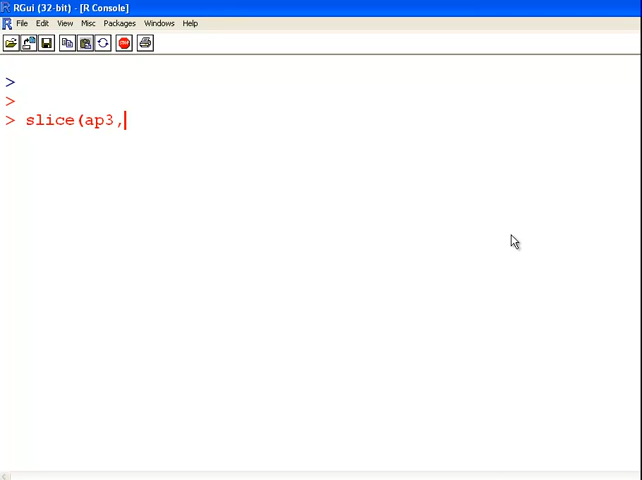 RGui (32-bit) - [R Console]
File Edit View Misc Packages Windows Help
>
>
> slice(ap3,